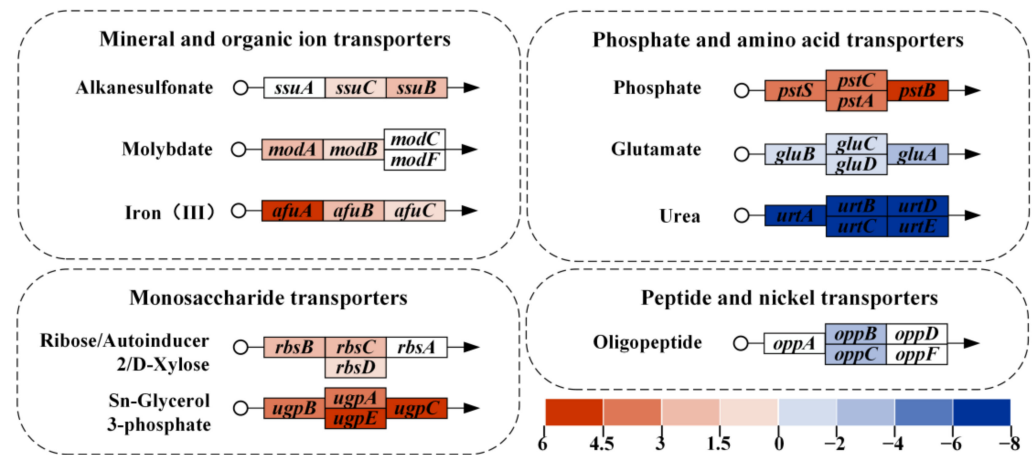 Mineral and organic ion transporters
Alkanesulfonate
ssuA ssuC ssuB
Molybdate
modA modB modC
modF
Iron（III）
afuA afuB afuC
Phosphate and amino acid transporters
Phosphate
pstS pstC pstB
pstA
Glutamate
gluB gluC gluA
gluD
Urea
urtA urtB urtD
urtC urtE
Monosaccharide transporters
Ribose/Autoinducer
2/D-Xylose
rbsB rbsC rbsA
rbsD
Sn-Glycerol
3-phosphate
ugpB ugpA ugpC
ugpE
Peptide and nickel transporters
Oligopeptide
oppA oppB oppD
oppC oppF
6 4.5 3 1.5 0 −2 −4 −6 −8